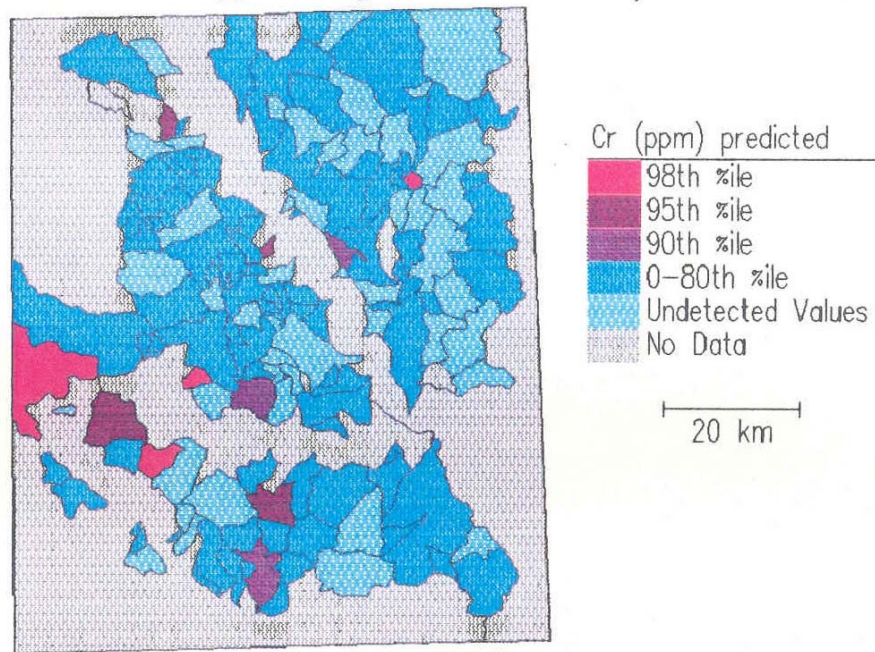 Cr (ppm) predicted
98th %ile
95th %ile
90th %ile
0-80th %ile
Undetected Values
No Data
20 km